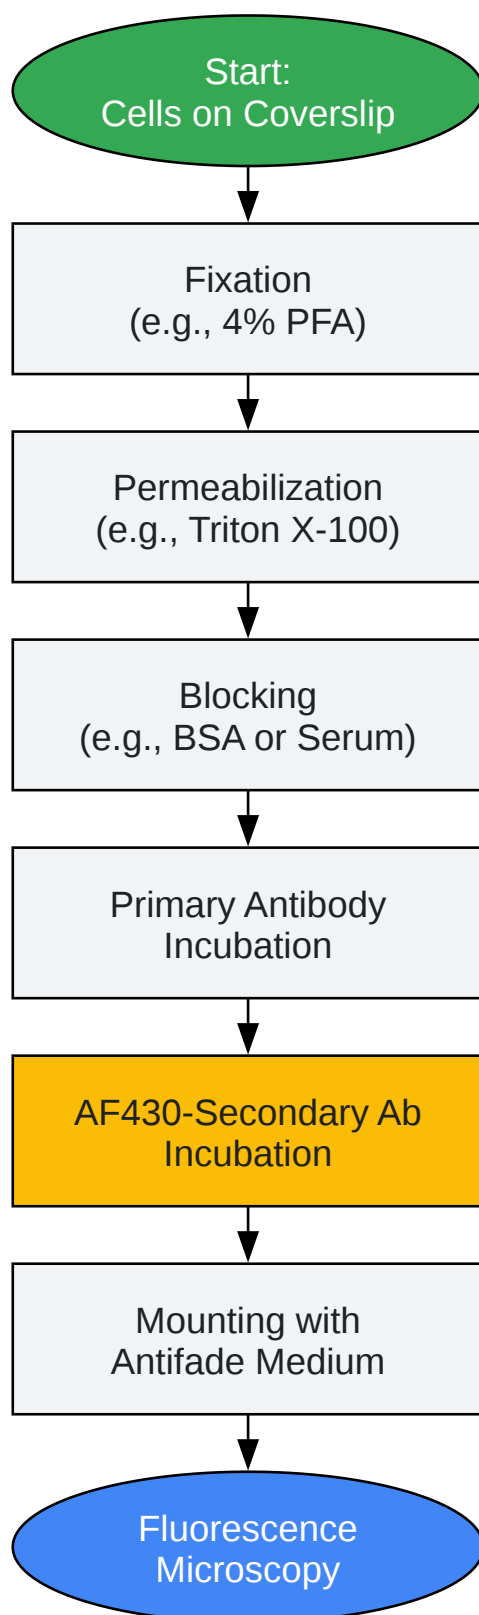 Start:
Cells on Coverslip
Fixation
(e.g., 4% PFA)
Permeabilization
(e.g., Triton X-100)
Blocking
(e.g., BSA or Serum)
Primary Antibody
Incubation
AF430-Secondary Ab
Incubation
Mounting with
Antifade Medium
Fluorescence
Microscopy